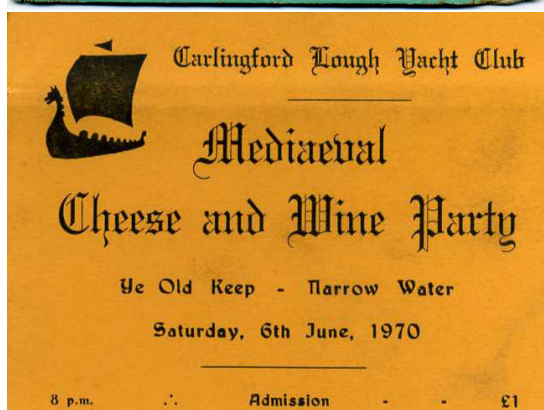 Carlingford Lough Yacht Club
Mediaeval
Cheese and Wine Party
Ye Old Keep - Narrow Water
Saturday, 6th June, 1970
8 p.m. .·. Admission - - £1